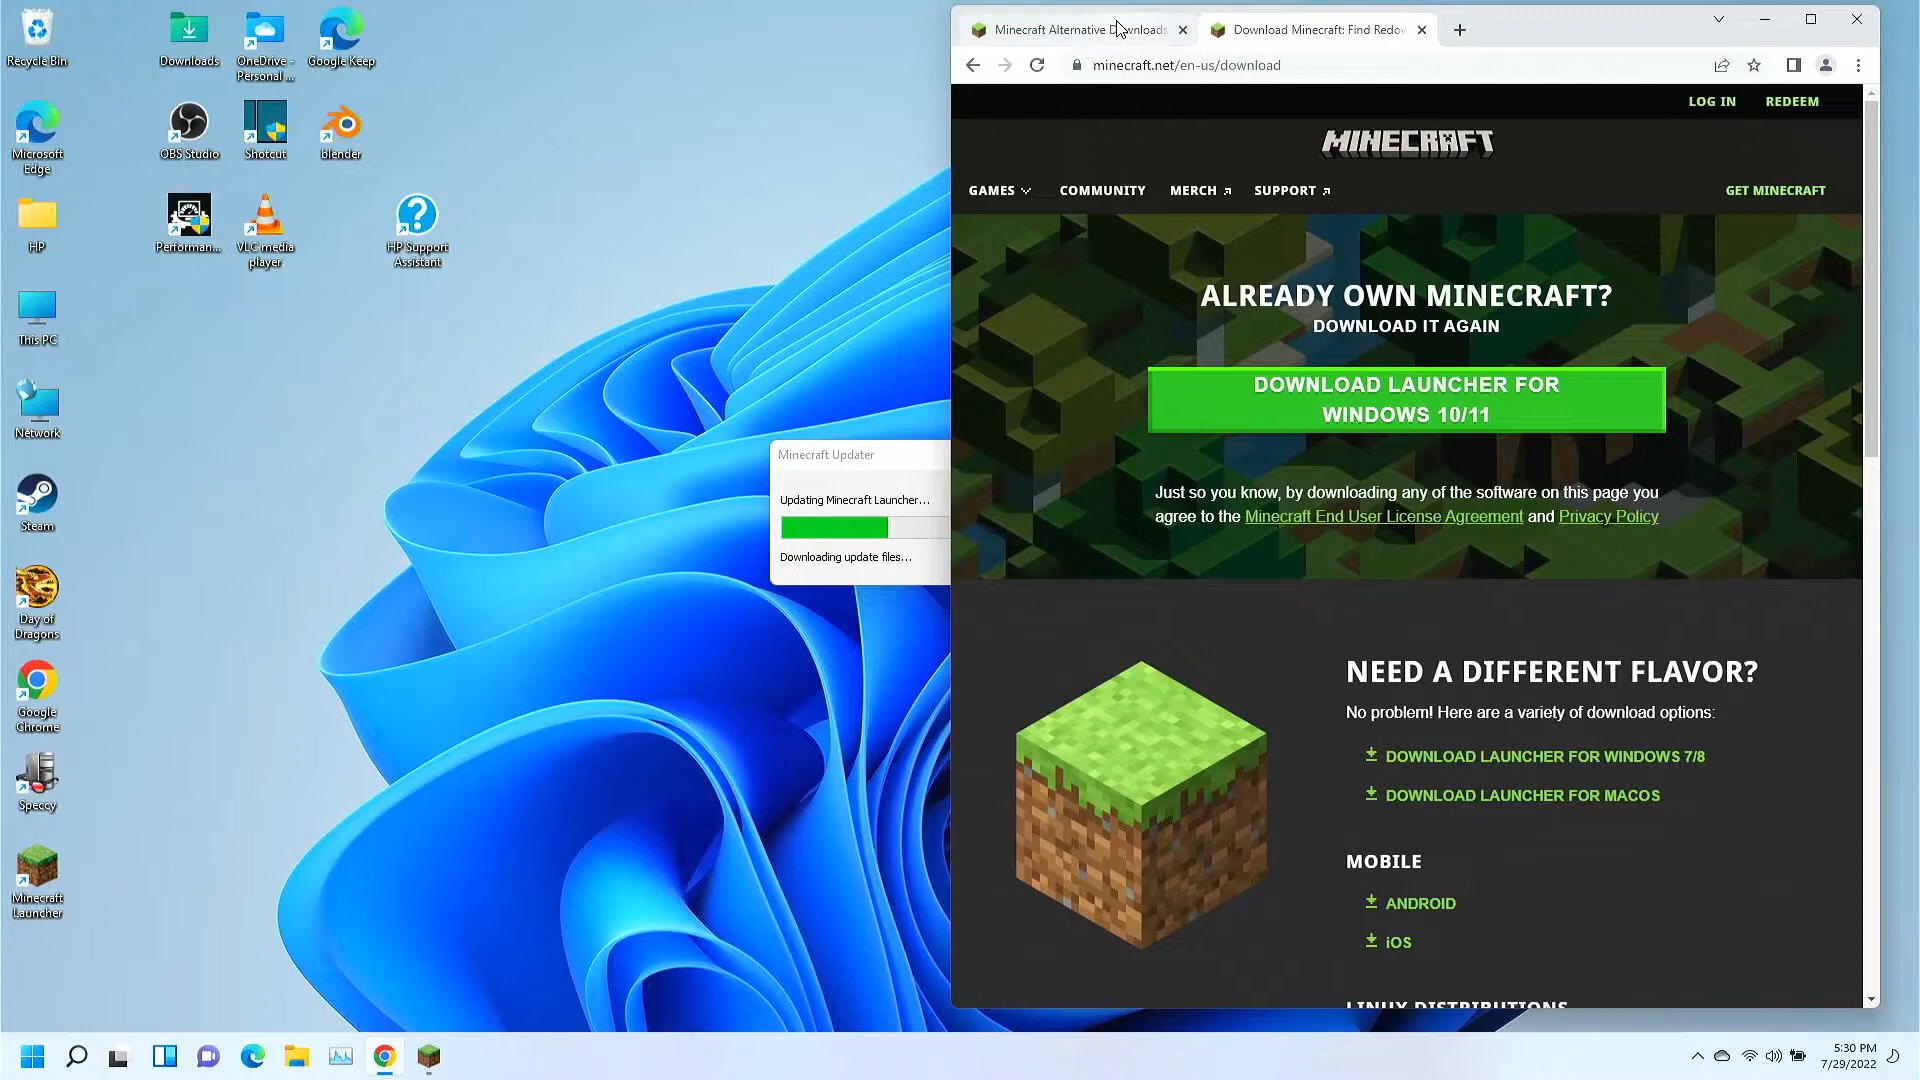 Recycle Bin
Downloads
OneDrive -
Personal ...
Google Keep
Microsoft
Edge
OBS Studio
Shotcut
blender
HP
Performan...
VLC media
player
HP Support
Assistant
This PC
Network
Steam
Day of
Dragons
Google
Chrome
Speccy
Minecraft
Launcher
Minecraft Updater
Updating Minecraft Launcher...
Downloading update files...
Minecraft Alternative Downloads
Download Minecraft: Find Redow
minecraft.net/en-us/download
LOG IN
REDEEM
MINECRAFT
GAMES
COMMUNITY
MERCH
SUPPORT
GET MINECRAFT
ALREADY OWN MINECRAFT?
DOWNLOAD IT AGAIN
DOWNLOAD LAUNCHER FOR
WINDOWS 10/11
Just so you know, by downloading any of the software on this page you
agree to the Minecraft End User License Agreement and Privacy Policy
NEED A DIFFERENT FLAVOR?
No problem! Here are a variety of download options:
DOWNLOAD LAUNCHER FOR WINDOWS 7/8
DOWNLOAD LAUNCHER FOR MACOS
MOBILE
ANDROID
iOS
LINUX DISTRIBUTIONS
5:30 PM
7/29/2022